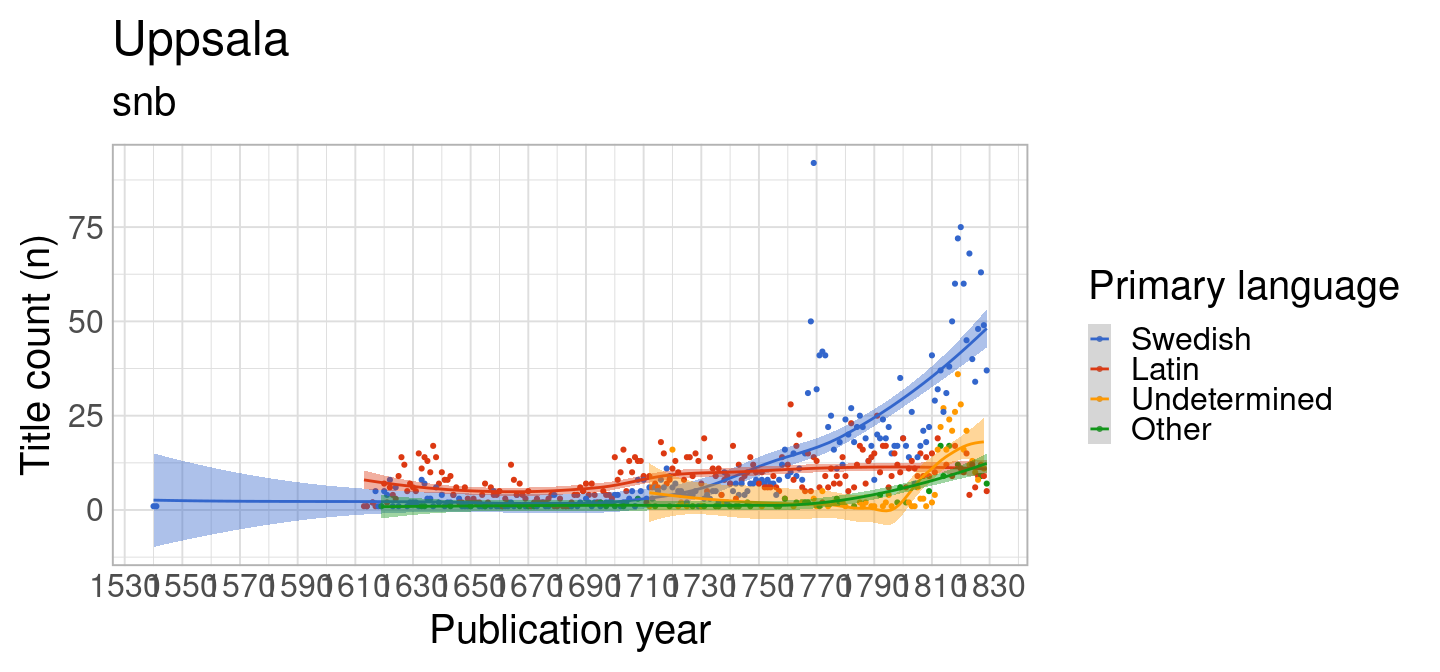 Uppsala
snb
75
50
25
0
Title count (n)
1530 1550 1570 1590 1610 1630 1650 1670 1690 1710 1730 1750 1770 1790 1810 1830
Publication year
Primary language
Swedish
Latin
Undetermined
Other